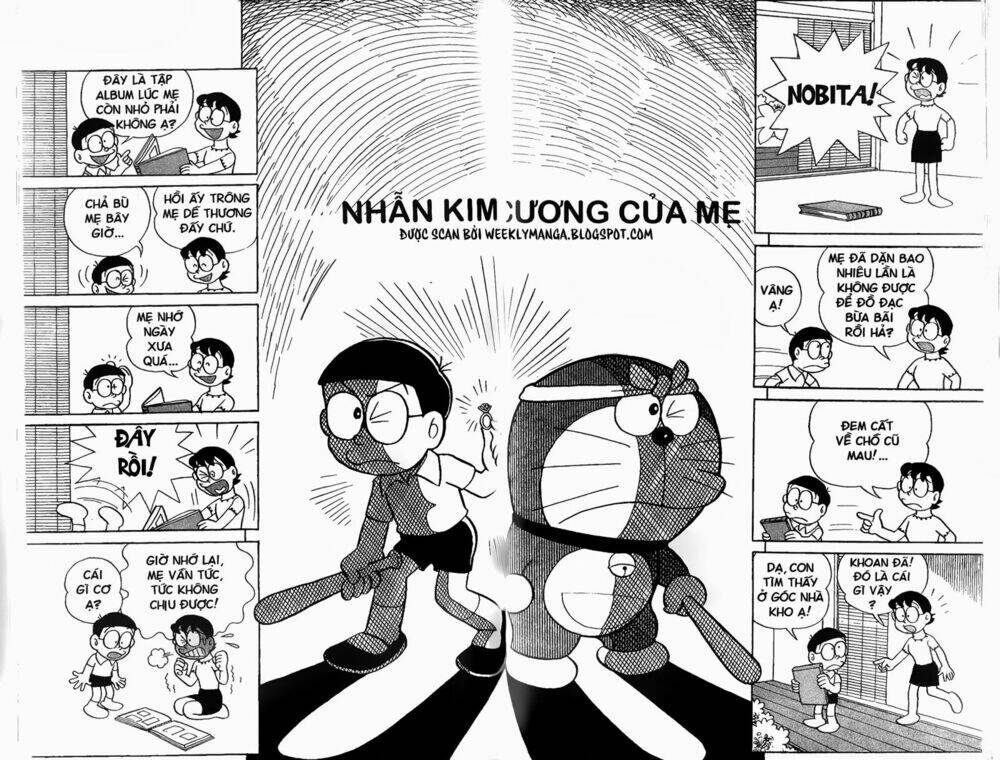 NHẪN KIM CƯƠNG CỦA MẸ
ĐƯỢC SCAN BỞI WEEKLYMANGA.BLOGSPOT.COM
NOBITA!
MẸ ĐÃ DẶN BAO
NHIÊU LẦN LÀ
KHÔNG ĐƯỢC
ĐỂ ĐỒ ĐẠC
BỪA BÃI
RỒI HẢ?
VÂNG
Ạ!
ĐEM CẤT
VỀ CHỖ CŨ
MAU!...
KHOAN ĐÃ!
ĐÓ LÀ CÁI
GÌ VẬY
?
DẠ, CON
TÌM THẤY
Ở GÓC NHÀ
KHO Ạ!
ĐÂY LÀ TẬP
ALBUM LÚC MẸ
CÒN NHỎ PHẢI
KHÔNG Ạ?
HỒI ẤY TRÔNG
MẸ DỄ THƯƠNG
ĐẤY CHỨ.
CHẢ BÙ
MẸ BÂY
GIỜ...
MẸ NHỚ
NGÀY
XƯA
QUÁ...
ĐÂY
RỒI!
GIỜ NHỚ LẠI,
MẸ VẪN TỨC,
TỨC KHÔNG
CHỊU ĐƯỢC!
CÁI
GÌ CƠ
Ạ?